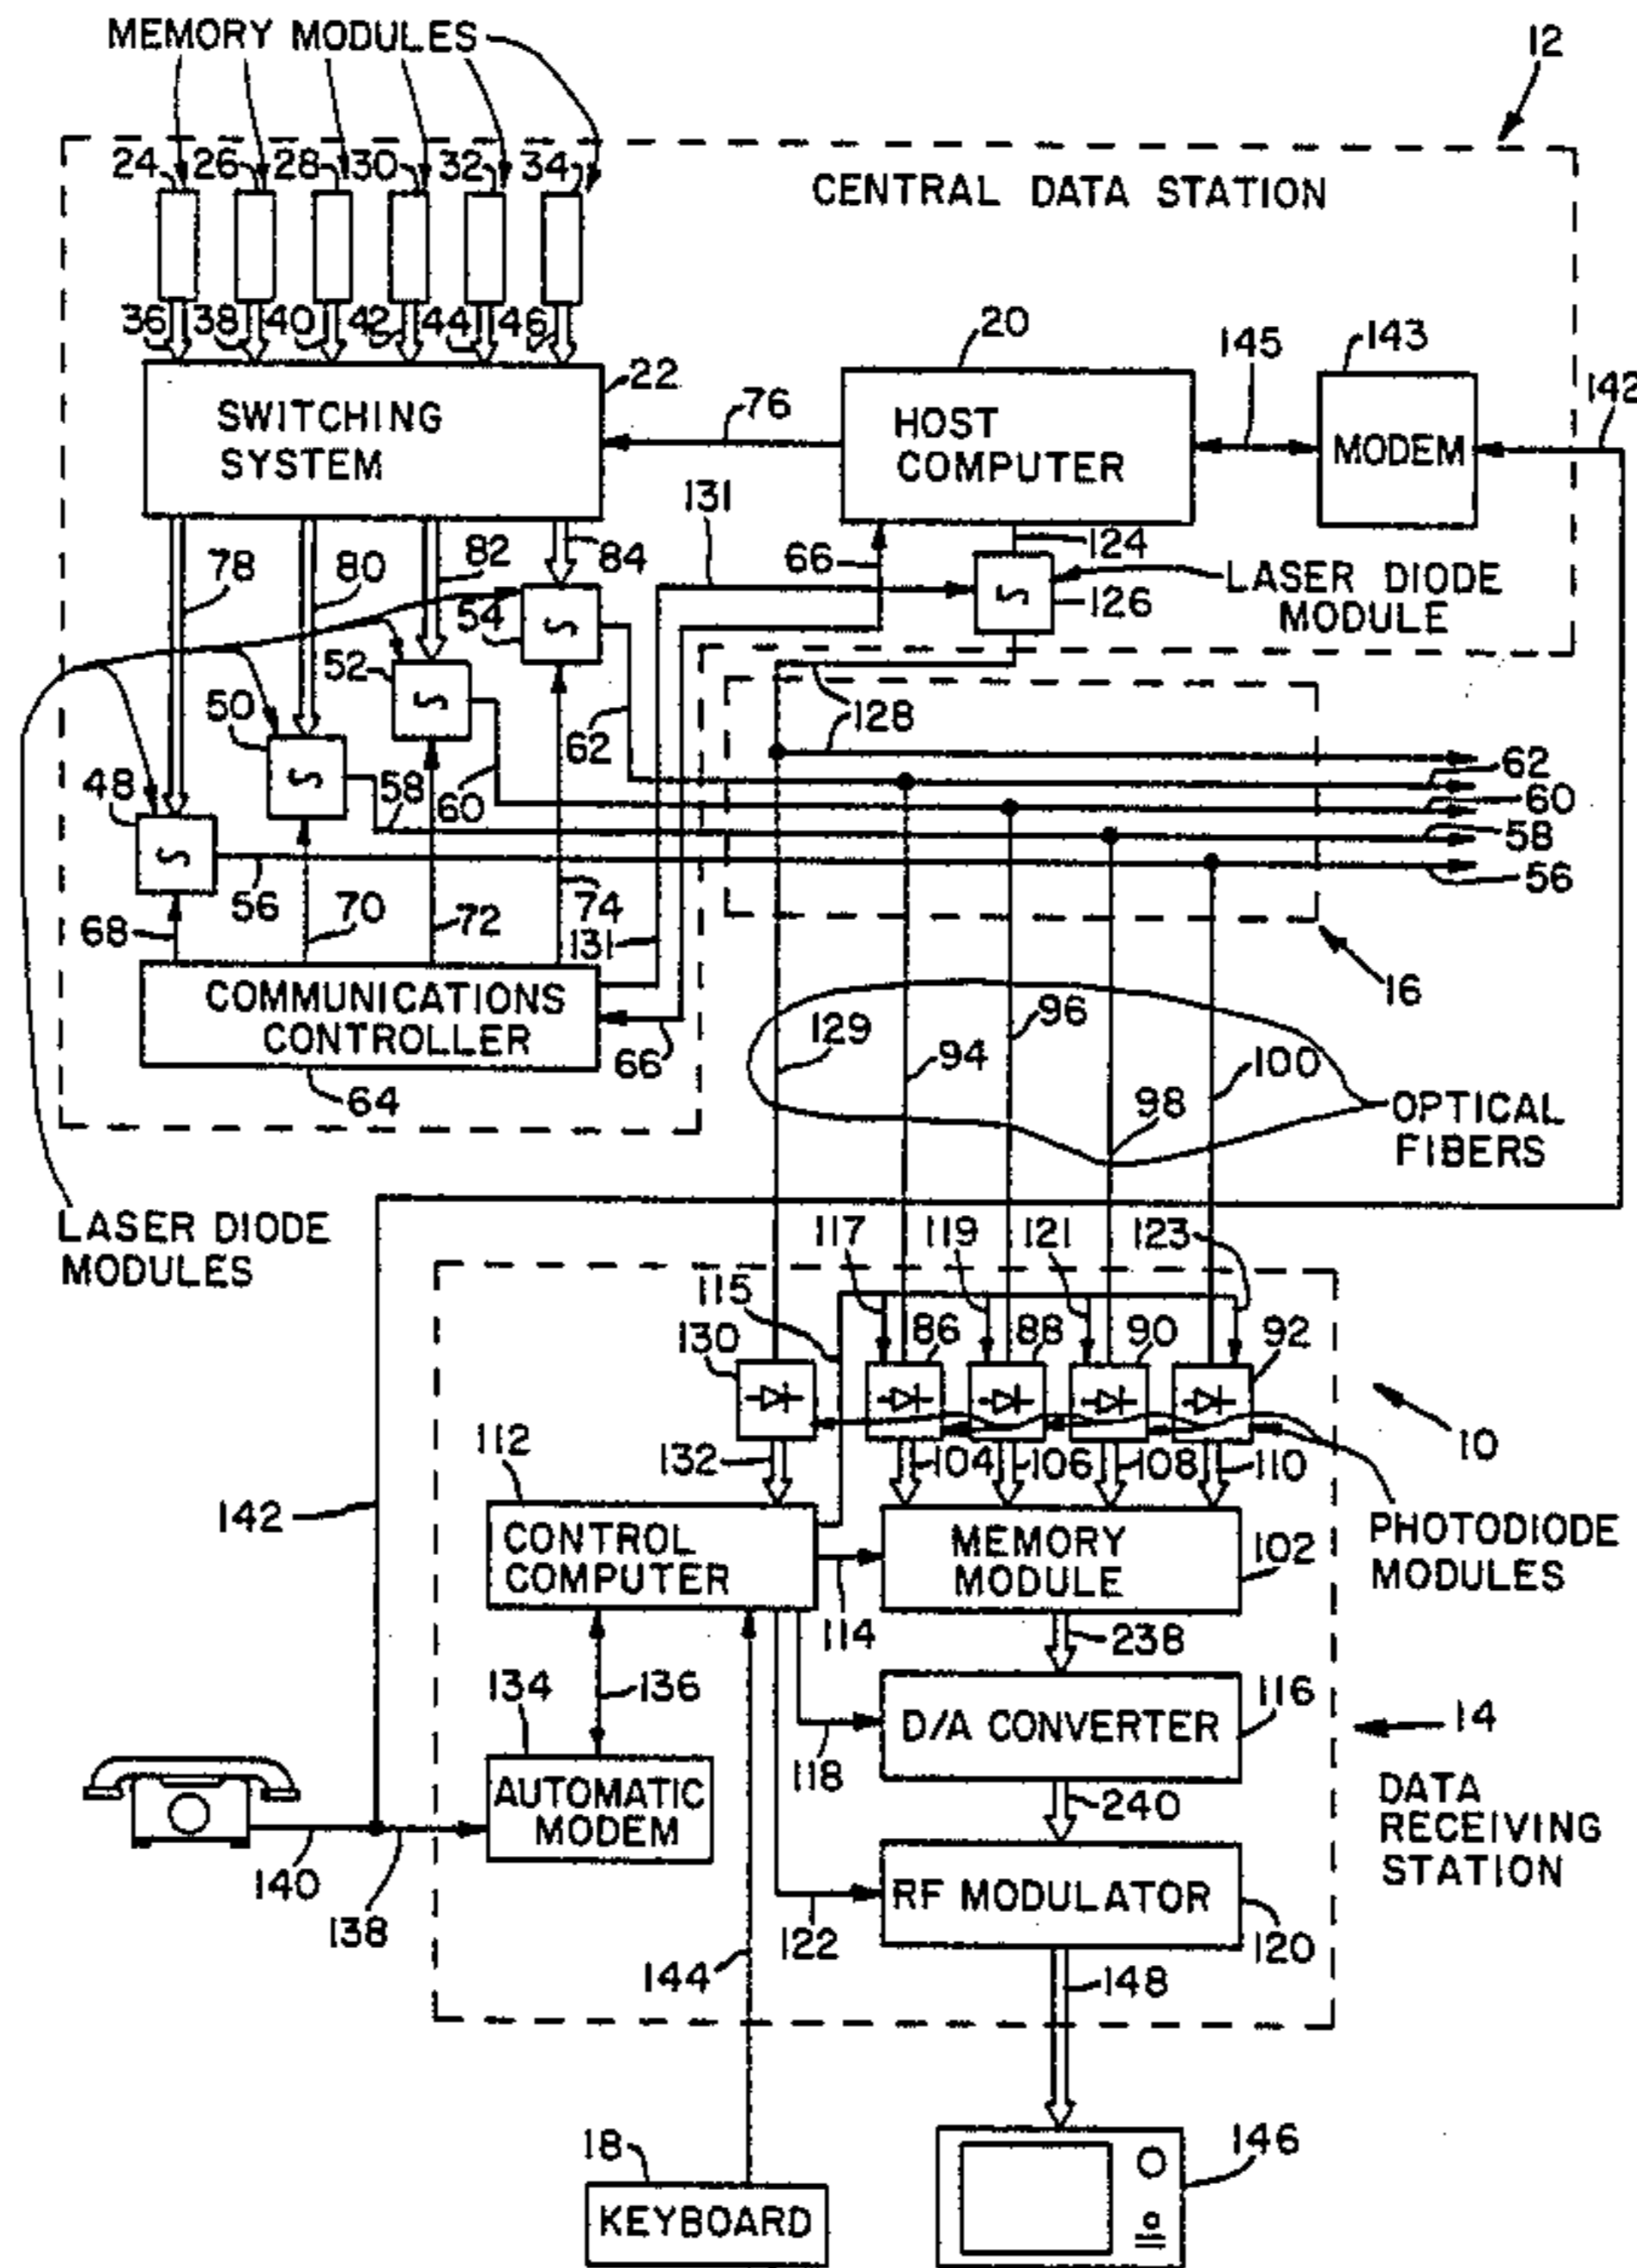 MEMORY MODULES
12
24 26 28 30 32 34
CENTRAL DATA STATION
36 38 40 42 44 46
20
145
143
142
22
SWITCHING
SYSTEM
76
HOST
COMPUTER
MODEM
131
78
80
82
84
66
124
LASER DIODE
MODULE
126
54
S
S
52
S
50
S
48
S
62
128
62
60
58
56
58
60
56
68
70
72
74
131
16
COMMUNICATIONS
CONTROLLER
66
64
129
94
96
98
100
OPTICAL
FIBERS
LASER DIODE
MODULES
117
119
121
123
115
130
86
88
90
92
10
112
132
104
106
108
110
142
CONTROL
COMPUTER
MEMORY
MODULE
102
PHOTODIODE
MODULES
114
238
134
136
D/A CONVERTER
116
14
118
AUTOMATIC
MODEM
240
DATA
RECEIVING
STATION
140
138
122
RF MODULATOR
120
144
148
18
KEYBOARD
146